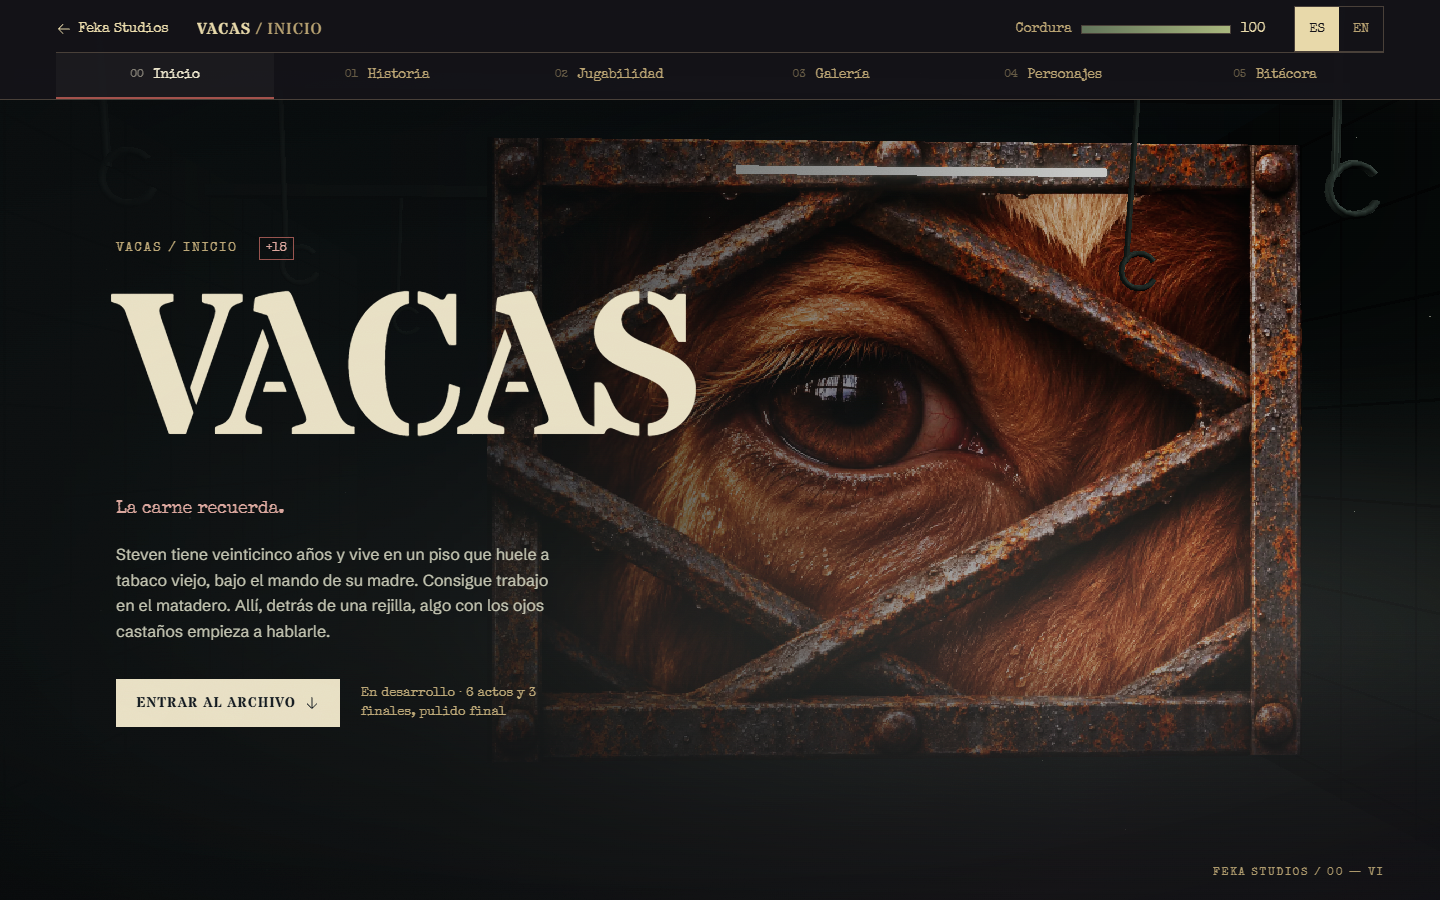 ← Feka Studios
VACAS / INICIO
Cordura
100
ES
EN
00 Inicio
01 Historia
02 Jugabilidad
03 Galería
04 Personajes
05 Bitácora
VACAS / INICIO
+18
VACAS
La carne recuerda.
Steven tiene veinticinco años y vive en un piso que huele a
tabaco viejo, bajo el mando de su madre. Consigue trabajo
en el matadero. Allí, detrás de una rejilla, algo con los ojos
castaños empieza a hablarle.
ENTRAR AL ARCHIVO ↓
En desarrollo · 6 actos y 3
finales, pulido final
FEKA STUDIOS / 00 — VI